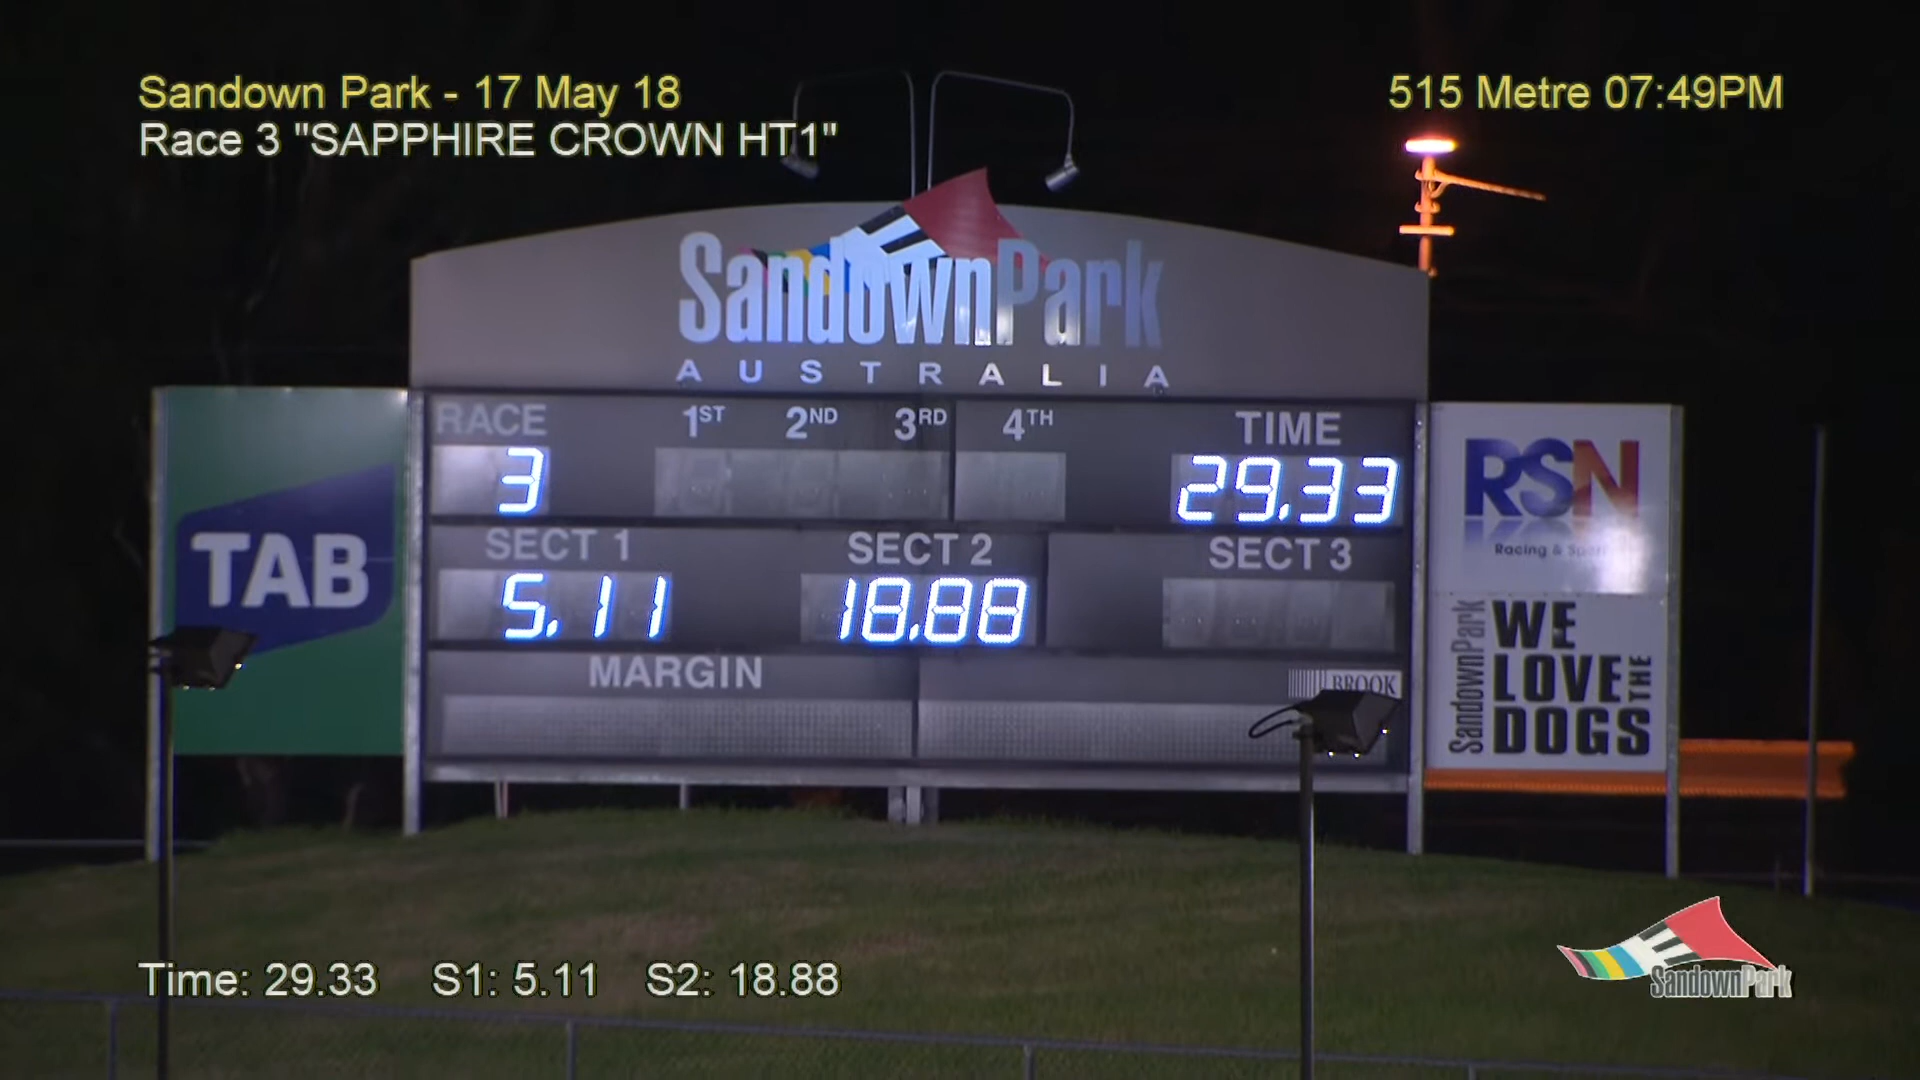 Sandown Park - 17 May 18
515 Metre 07:49PM
Race 3 "SAPPHIRE CROWN HT1"
SandownPark
AUSTRALIA
RACE 1ST 2ND 3RD 4TH TIME
3 29.33
SECT 1 SECT 2 SECT 3
5.11 18.88
MARGIN
BROOK
TAB
RSN
Racing &
SandownPark
WE
LOVE THE
DOGS
Time: 29.33 S1: 5.11 S2: 18.88
SandownPark